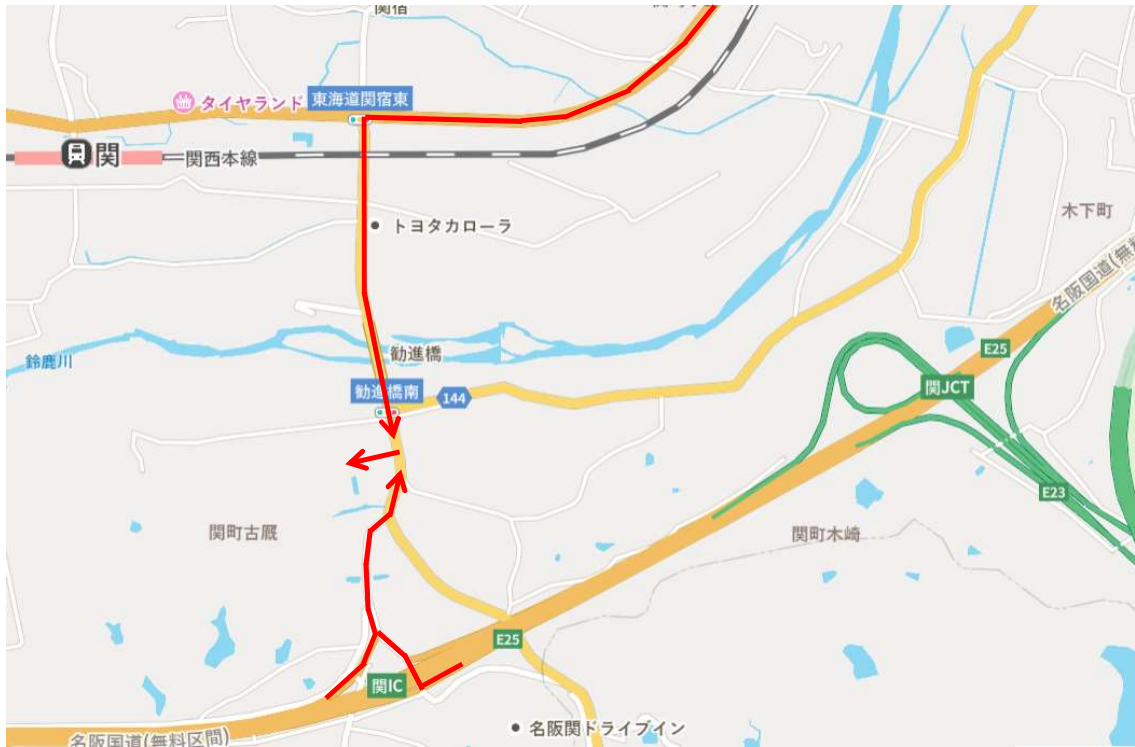 関宿
タイヤランド
東海道関宿東
関
関西本線
トヨタカローラ
木下町
名阪国道(無料
鈴鹿川
勧進橋
勧進橋南
144
E25
関JCT
E23
関町古厩
関町木崎
E25
関IC
名阪関ドライブイン
名阪国道(無料区間)